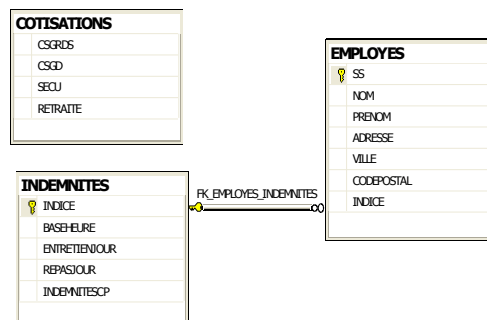 COTISATIONS
CSGRDS
CSGD
SECU
RETRAITE
EMPLOYES
SS
NOM
PRENOM
ADRESSE
VILLE
CODEPOSTAL
INDICE
INDEMNITES
INDICE
BASEHEURE
ENTRETIENJOUR
REPASJOUR
INDEMNITESCP
FK_EMPLOYES_INDEMNITES